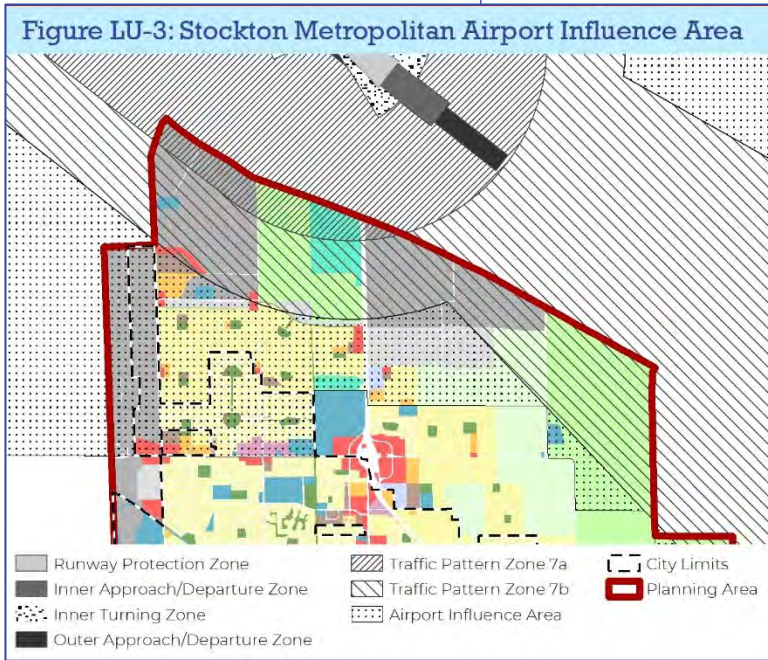 Figure LU-3: Stockton Metropolitan Airport Influence Area
Runway Protection Zone
Inner Approach/Departure Zone
Inner Turning Zone
Outer Approach/Departure Zone
Traffic Pattern Zone 7a
Traffic Pattern Zone 7b
Airport Influence Area
City Limits
Planning Area